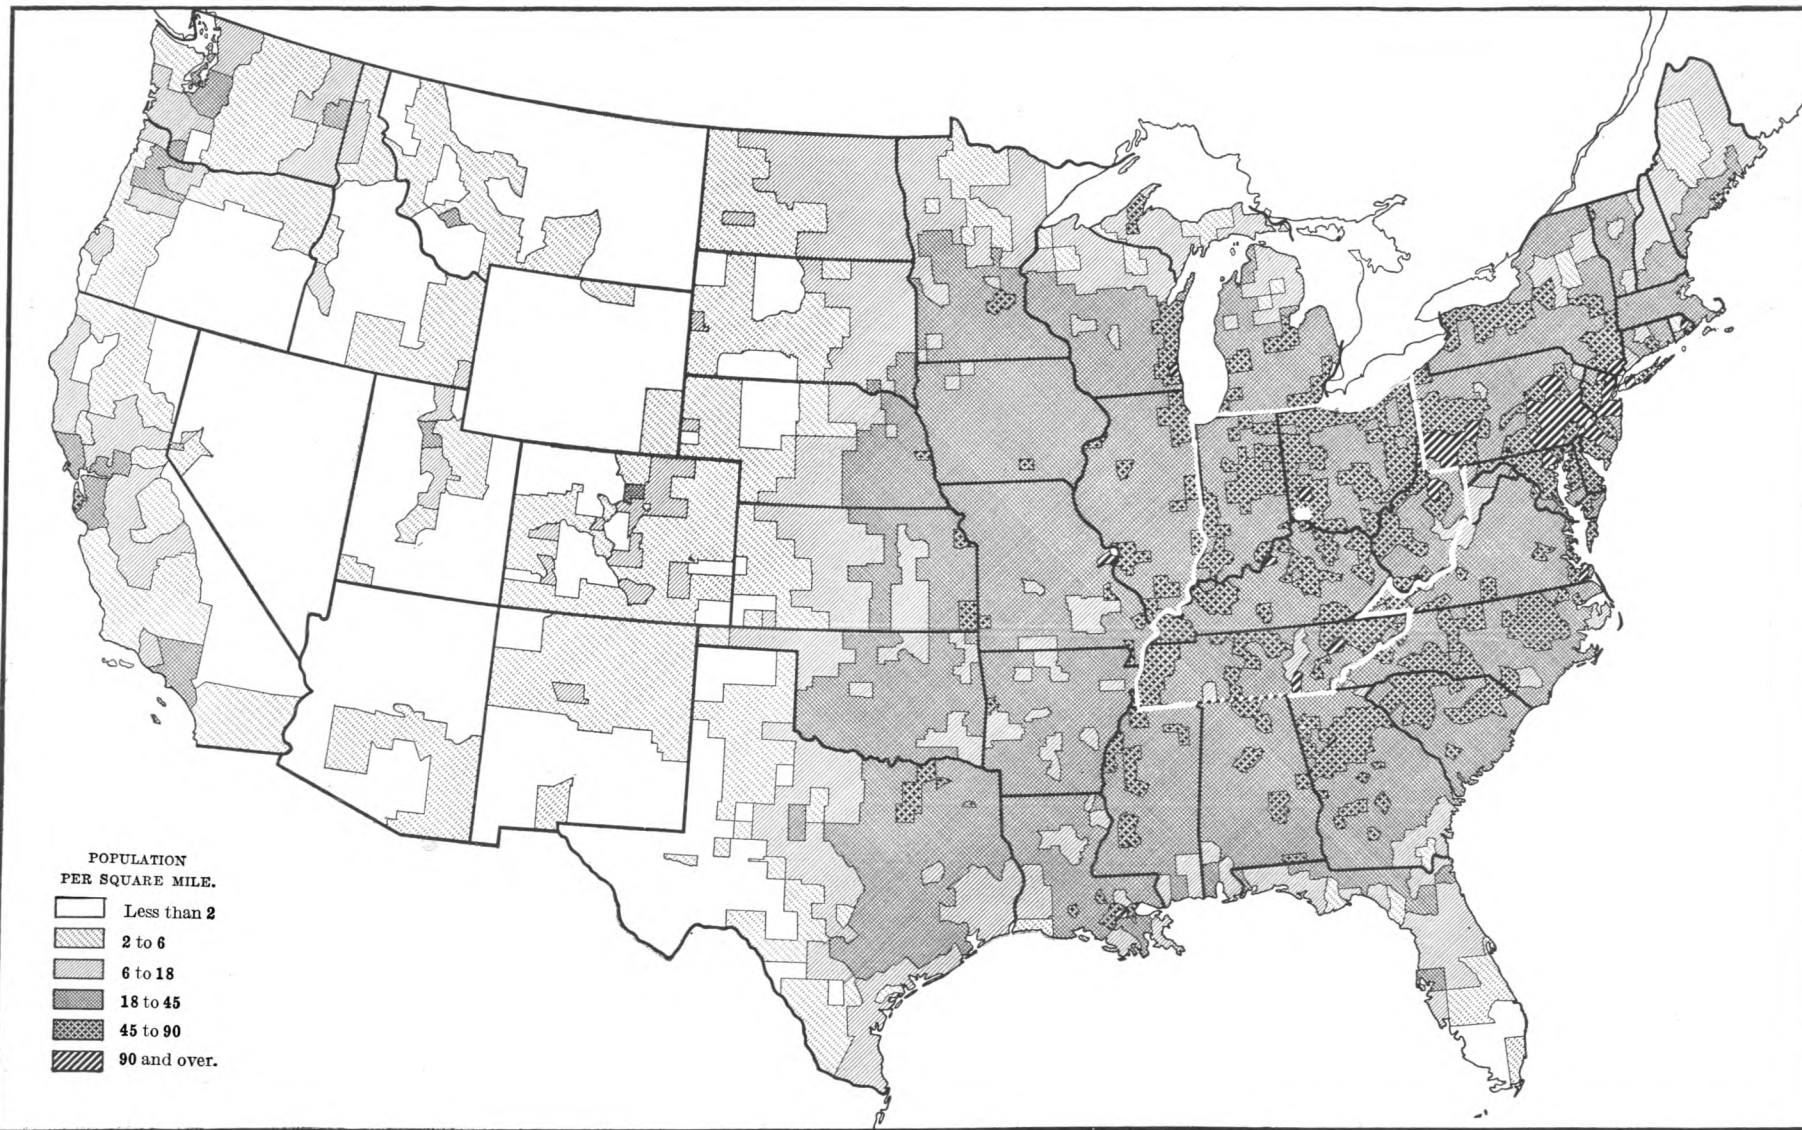 POPULATION
PER SQUARE MILE.
Less than 2
2 to 6
6 to 18
18 to 45
45 to 90
90 and over.